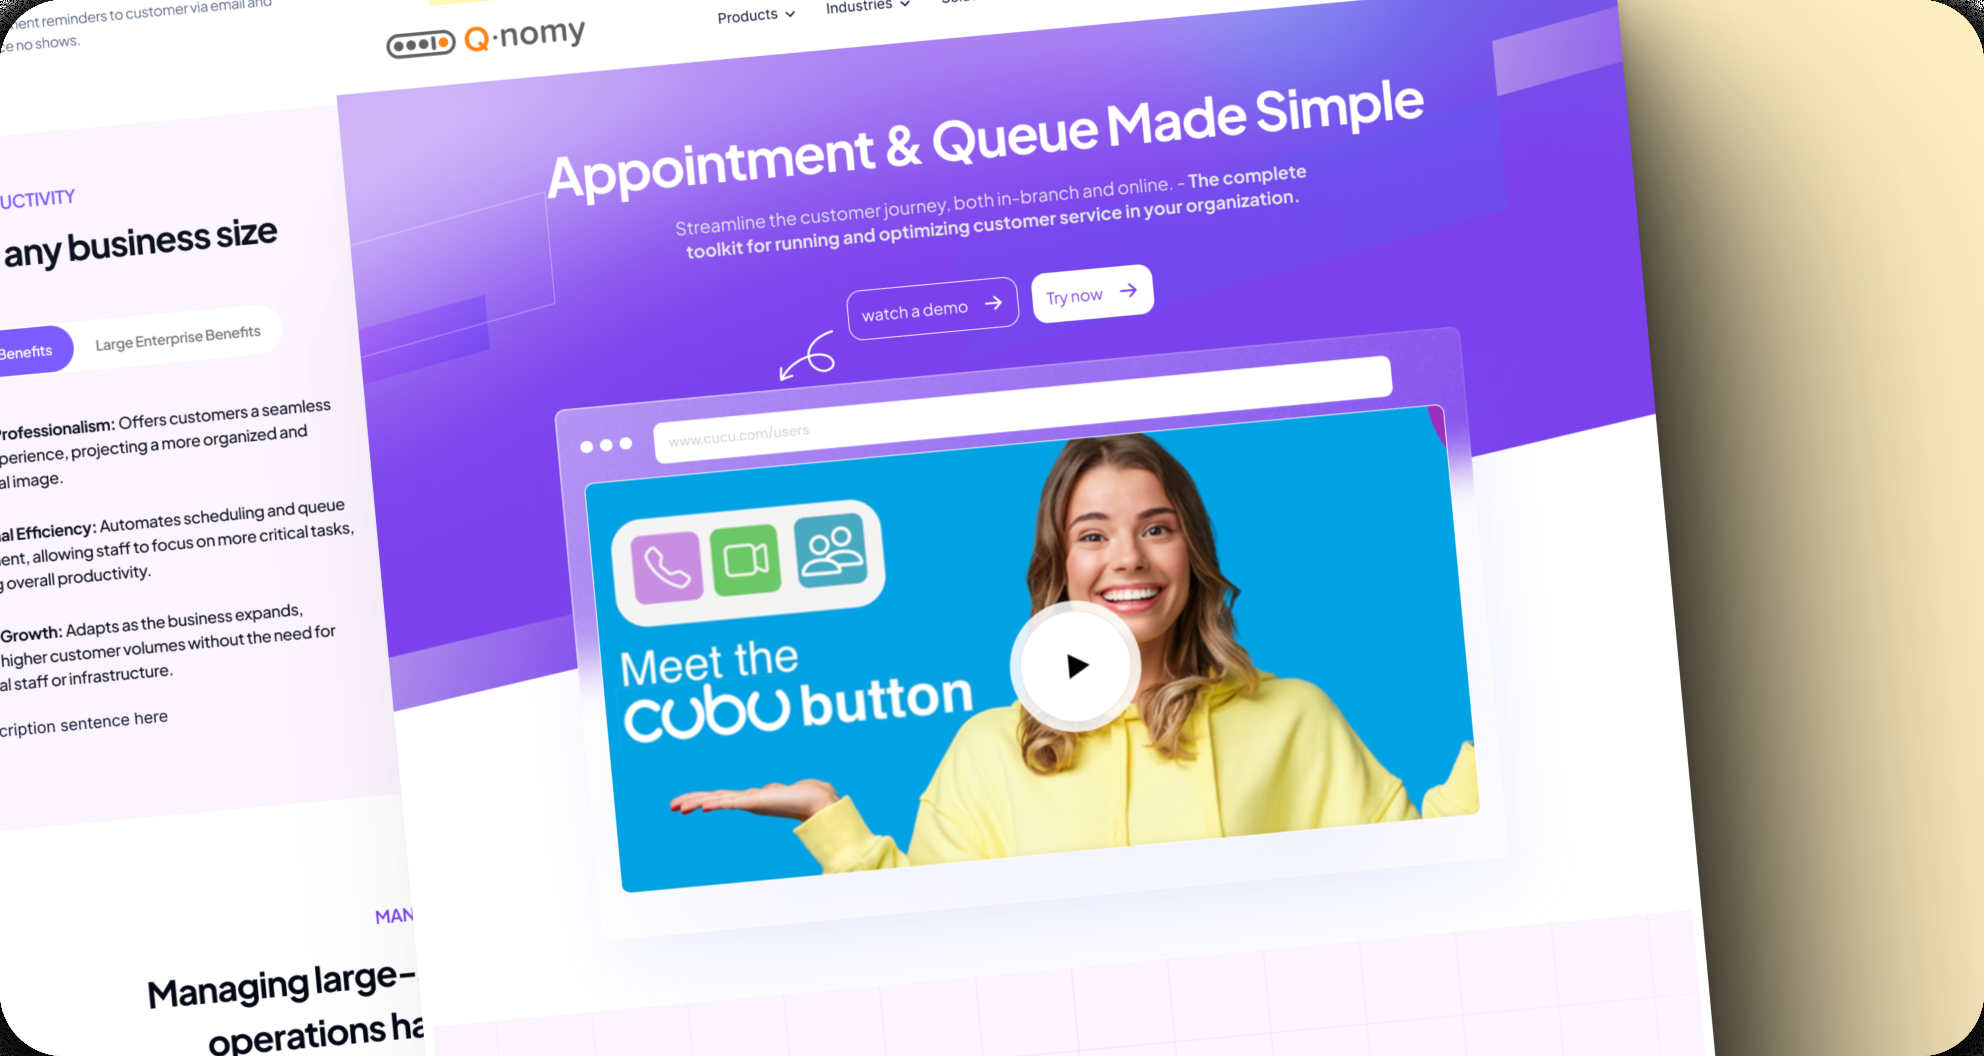 ent reminders to customer via email and
e no shows.
UCTIVITY
any business size
Benefits
Large Enterprise Benefits
rofessionalism: Offers customers a seamless
perience, projecting a more organized and
al image.
al Efficiency: Automates scheduling and queue
ent, allowing staff to focus on more critical tasks,
g overall productivity.
Growth: Adapts as the business expands,
higher customer volumes without the need for
al staff or infrastructure.
cription sentence here
MAN
Managing large-
operations ha
Q·nomy
Products
Industries
Appointment & Queue Made Simple
Streamline the customer journey, both in-branch and online. - The complete
toolkit for running and optimizing customer service in your organization.
watch a demo
Try now
www.cucu.com/users
Meet the
cubu button